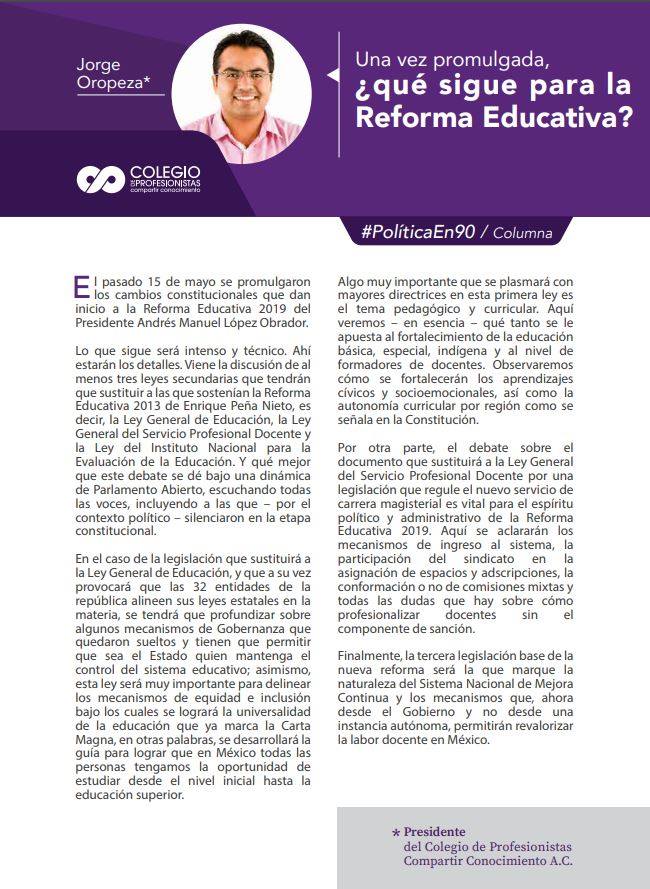 Jorge
Oropeza*
Una vez promulgada,
¿qué sigue para la
Reforma Educativa?
COLEGIO
DE PROFESIONISTAS
compartir conocimiento
#PolíticaEn90 / Columna
El pasado 15 de mayo se promulgaron
los cambios constitucionales que dan
inicio a la Reforma Educativa 2019 del
Presidente Andrés Manuel López Obrador.
Lo que sigue será intenso y técnico. Ahí
estarán los detalles. Viene la discusión de al
menos tres leyes secundarias que tendrán
que sustituir a las que sostenían la Reforma
Educativa 2013 de Enrique Peña Nieto, es
decir, la Ley General de Educación, la Ley
General del Servicio Profesional Docente y
la Ley del Instituto Nacional para la
Evaluación de la Educación. Y qué mejor
que este debate se dé bajo una dinámica
de Parlamento Abierto, escuchando todas
las voces, incluyendo a las que – por el
contexto político – silenciaron en la etapa
constitucional.
En el caso de la legislación que sustituirá a
la Ley General de Educación, y que a su vez
provocará que las 32 entidades de la
república alineen sus leyes estatales en la
materia, se tendrá que profundizar sobre
algunos mecanismos de Gobernanza que
quedaron sueltos y tienen que permitir
que sea el Estado quien mantenga el
control del sistema educativo; asimismo,
esta ley será muy importante para delinear
los mecanismos de equidad e inclusión
bajo los cuales se logrará la universalidad
de la educación que ya marca la Carta
Magna, en otras palabras, se desarrollará la
guía para lograr que en México todas las
personas tengamos la oportunidad de
estudiar desde el nivel inicial hasta la
educación superior.
Algo muy importante que se plasmará con
mayores directrices en esta primera ley es
el tema pedagógico y curricular. Aquí
veremos – en esencia – qué tanto se le
apuesta al fortalecimiento de la educación
básica, especial, indígena y al nivel de
formadores de docentes. Observaremos
cómo se fortalecerán los aprendizajes
cívicos y socioemocionales, así como la
autonomía curricular por región como se
señala en la Constitución.
Por otra parte, el debate sobre el
documento que sustituirá a la Ley General
del Servicio Profesional Docente por una
legislación que regule el nuevo servicio de
carrera magisterial es vital para el espíritu
político y administrativo de la Reforma
Educativa 2019. Aquí se aclararán los
mecanismos de ingreso al sistema, la
participación del sindicato en la
asignación de espacios y adscripciones, la
conformación o no de comisiones mixtas y
todas las dudas que hay sobre cómo
profesionalizar docentes sin el
componente de sanción.
Finalmente, la tercera legislación base de la
nueva reforma será la que marque la
naturaleza del Sistema Nacional de Mejora
Continua y los mecanismos que, ahora
desde el Gobierno y no desde una
instancia autónoma, permitirán revalorizar
la labor docente en México.
* Presidente
del Colegio de Profesionistas
Compartir Conocimiento A.C.